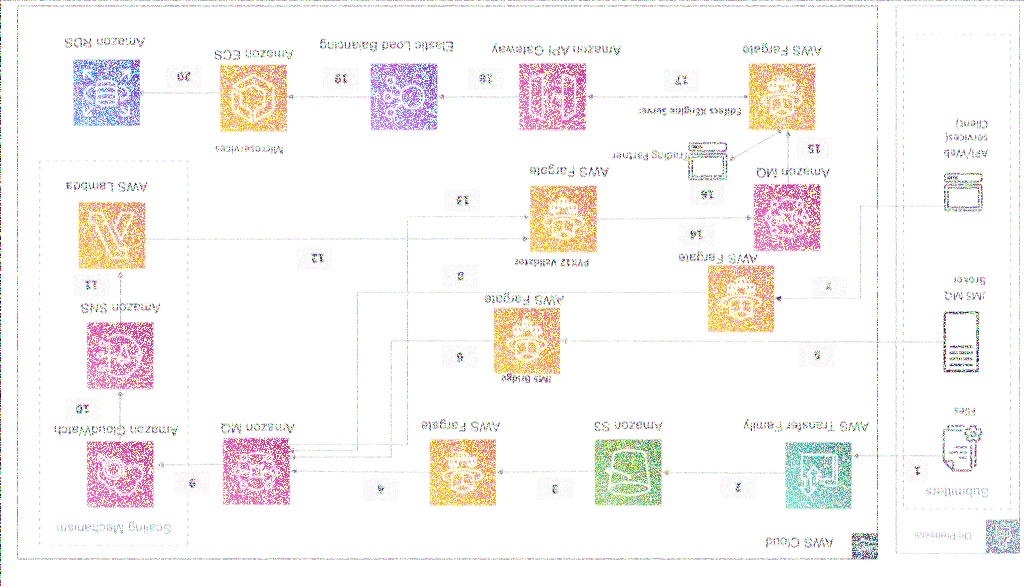 On Premises
AWS Cloud
Submitters
Scaling Mechanism
1
2
3
4
9
Files
AWS Transfer Family
Amazon S3
AWS Fargate
Amazon MQ
Amazon CloudWatch
10
JMS Bridge
5
6
JMS MQ
Broker
AWS Fargate
Amazon SNS
7
8
11
AWS Fargate
PYX12 Validator
12
14
13
16
API/Web
services(
Client)
Amazon MQ
AWS Fargate
AWS Lambda
Trading Partner
15
Microservices
Edifecs XEngine Server
17
18
19
20
AWS Fargate
Amazon API Gateway
Elastic Load Balancing
Amazon ECS
Amazon RDS